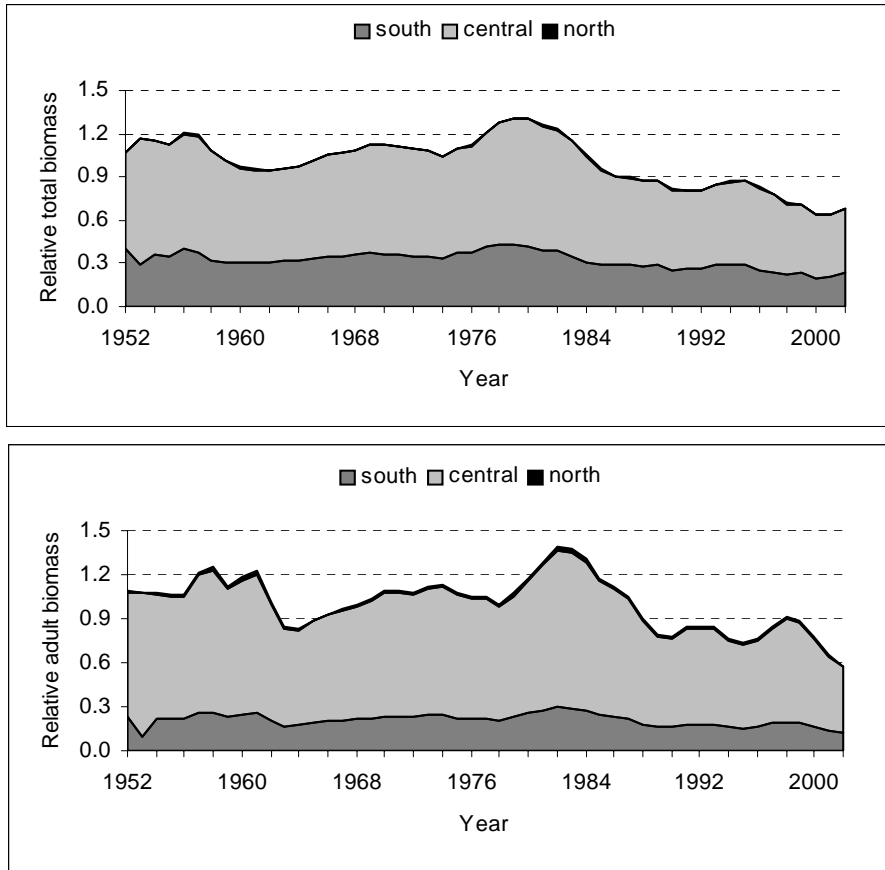 south central north
Relative total biomass
1.5
1.2
0.9
0.6
0.3
0.0
1952 1960 1968 1976 1984 1992 2000
Year
south central north
Relative adult biomass
1.5
1.2
0.9
0.6
0.3
0.0
1952 1960 1968 1976 1984 1992 2000
Year